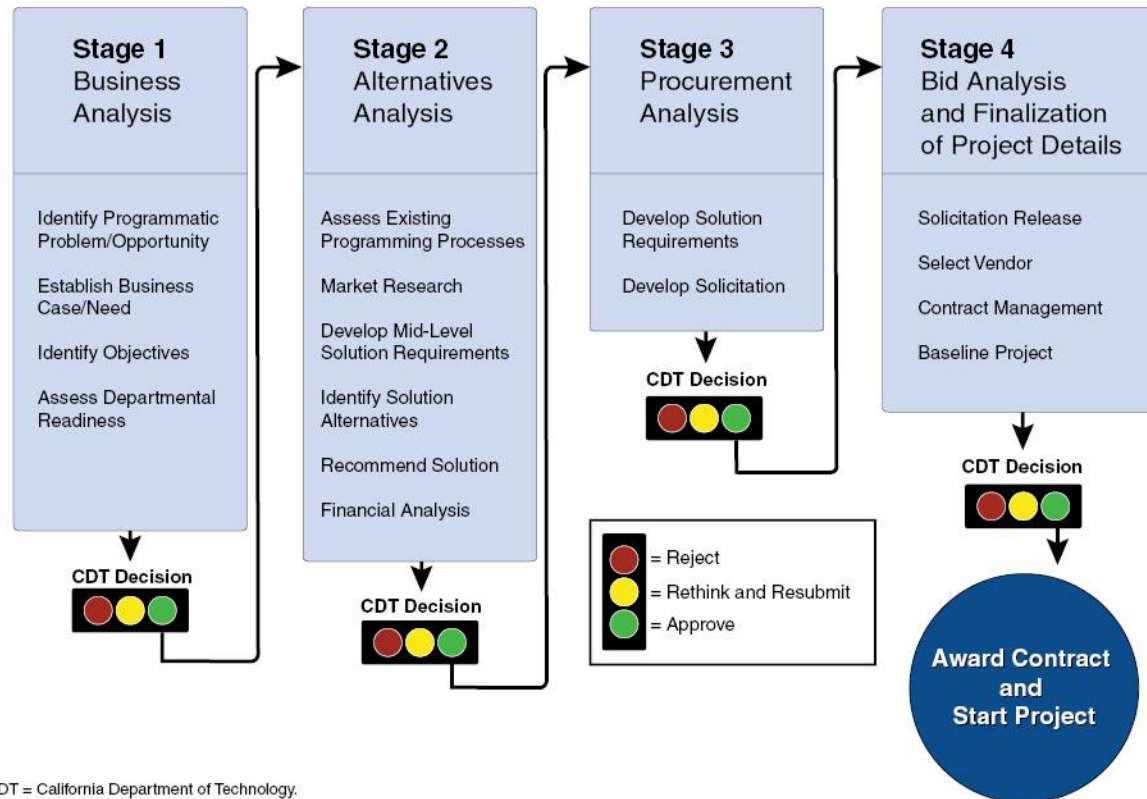 Stage 1
Business
Analysis
Identify Programmatic
Problem/Opportunity
Establish Business
Case/Need
Identify Objectives
Assess Departmental
Readiness
CDT Decision
Stage 2
Alternatives
Analysis
Assess Existing
Programming Processes
Market Research
Develop Mid-Level
Solution Requirements
Identify Solution
Alternatives
Recommend Solution
Financial Analysis
CDT Decision
Stage 3
Procurement
Analysis
Develop Solution
Requirements
Develop Solicitation
CDT Decision
= Reject
= Rethink and Resubmit
= Approve
Stage 4
Bid Analysis
and Finalization
of Project Details
Solicitation Release
Select Vendor
Contract Management
Baseline Project
CDT Decision
Award Contract
and
Start Project
DT = California Department of Technology.